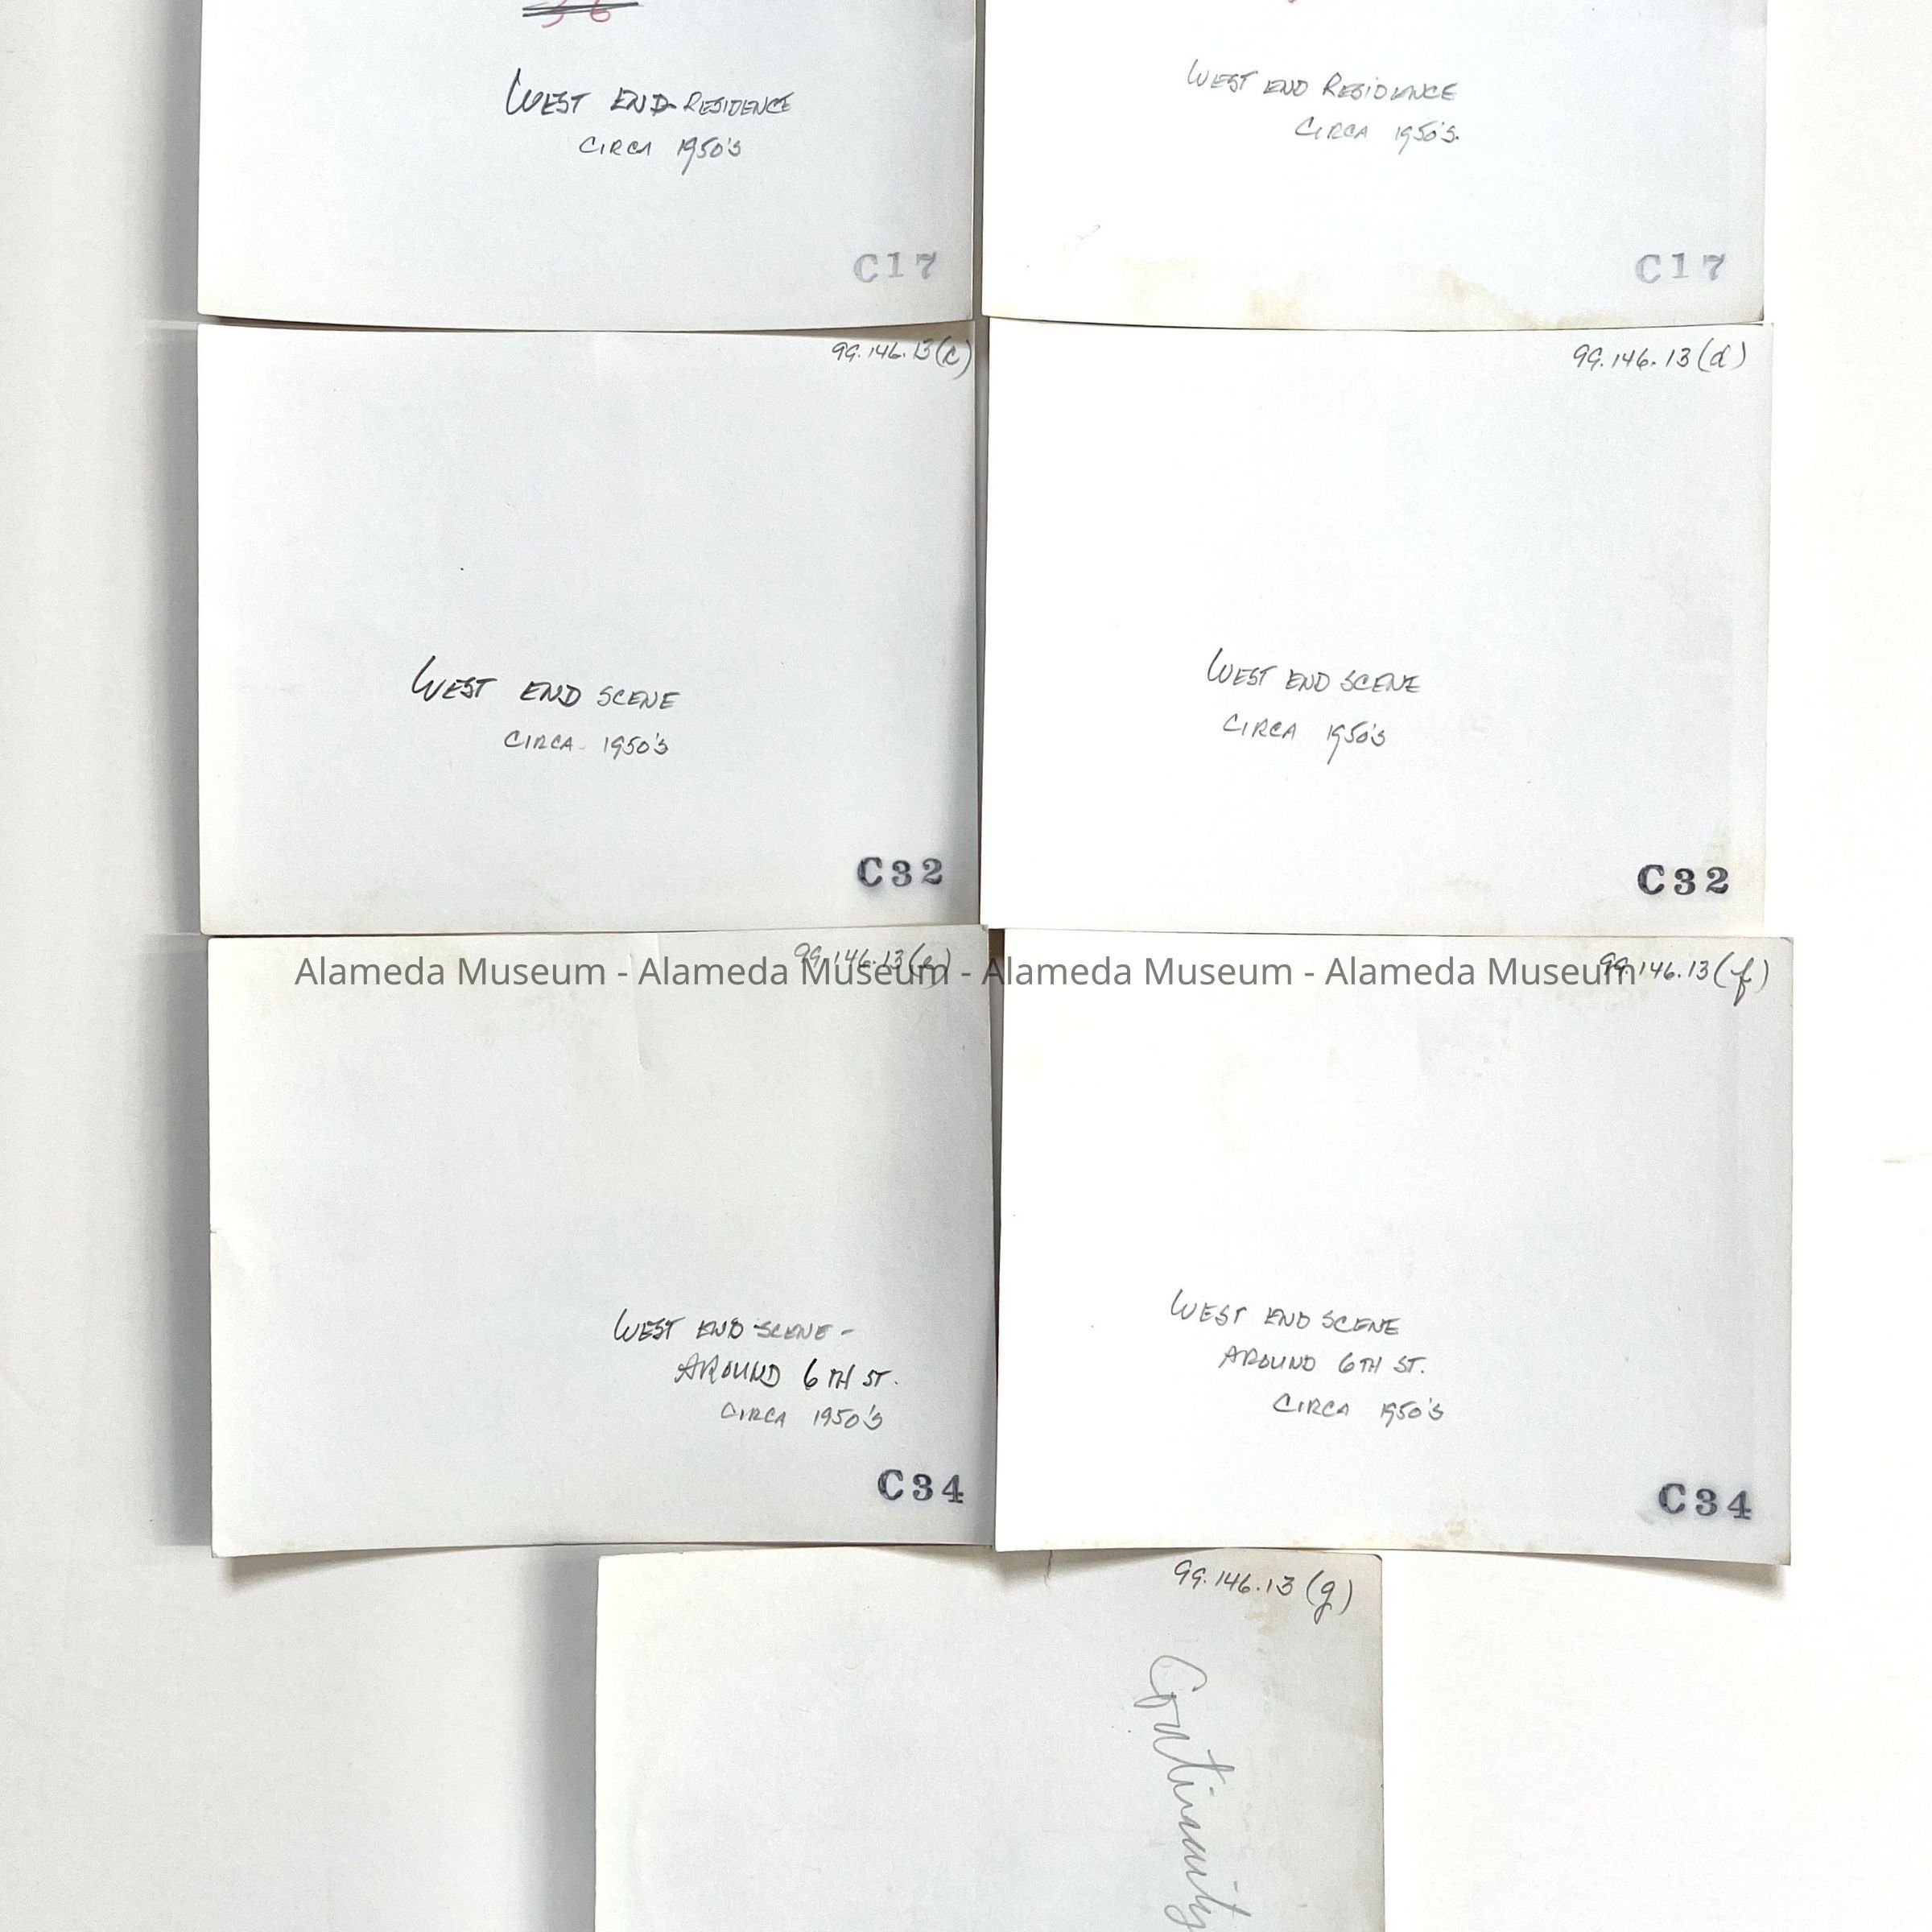 36
WEST END-RESIDENCE
CIRCA 1950'S
C17
WEST END RESIDENCE
CIRCA 1950'S.
C17
99.146.13(c)
WEST END SCENE
CIRCA 1950'S
C32
99.146.13(d)
WEST END SCENE
CIRCA 1950'S
C32
Alameda Museum - Alameda Museum - Alameda Museum - Alameda Museum
99.146.13(e)
WEST END SCENE -
AROUND 6TH ST.
CIRCA 1950'S
C34
99.146.13(f)
WEST END SCENE
AROUND 6TH ST.
CIRCA 1950'S
C34
99.146.13(g)
Continuity